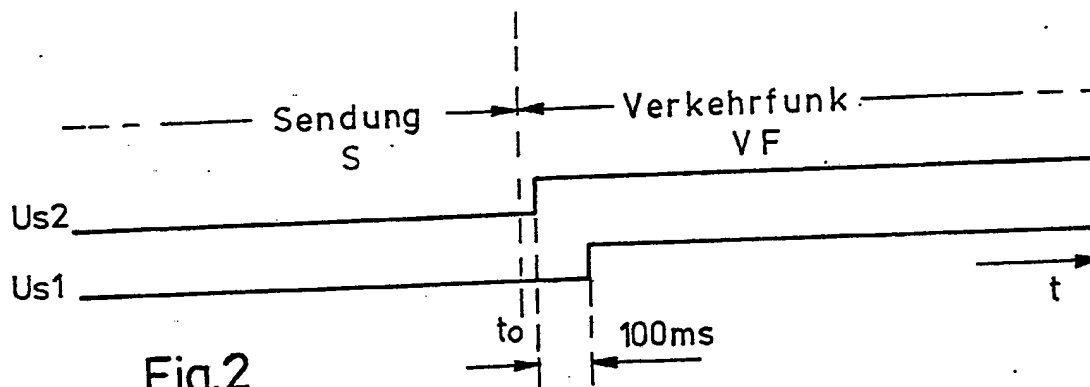 Sendung
S
Verkehrfunk
VF
Us2
Us1
t
to
100ms
Fig.2